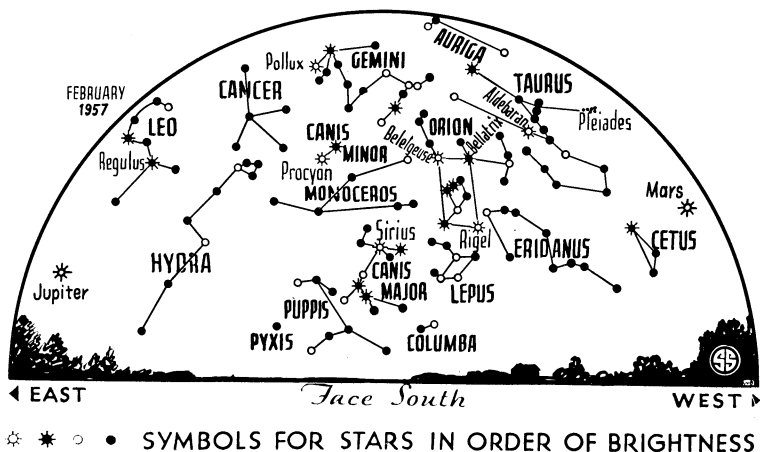 AURIGA
GEMINI
Pollux
TAURUS
CANCER
FEBRUARY
1957
Aldebaran
Pleiades
LEO
CANIS
MINOR
ORION
Bellatrix
Betelgeuse
Regulus
Procyon
MONOCEROS
Mars
Sirius
Rigel
ERIDANUS
CETUS
HYDRA
CANIS
MAJOR
Jupiter
LEPUS
PUPPIS
PYXIS
COLUMBA
SS
EAST
Face South
WEST
SYMBOLS FOR STARS IN ORDER OF BRIGHTNESS